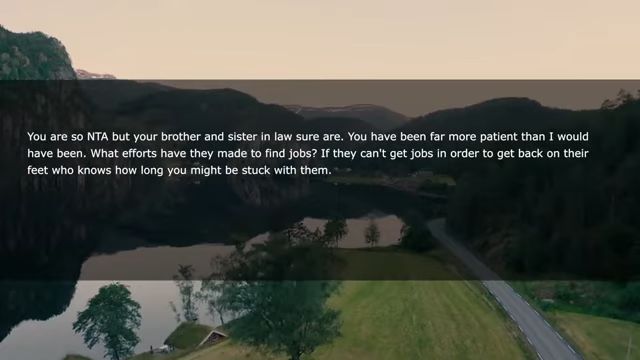 You are so NTA but your brother and sister in law sure are. You have been far more patient than I would
have been. What efforts have they made to find jobs? If they can't get jobs in order to get back on their
feet who knows how long you might be stuck with them.